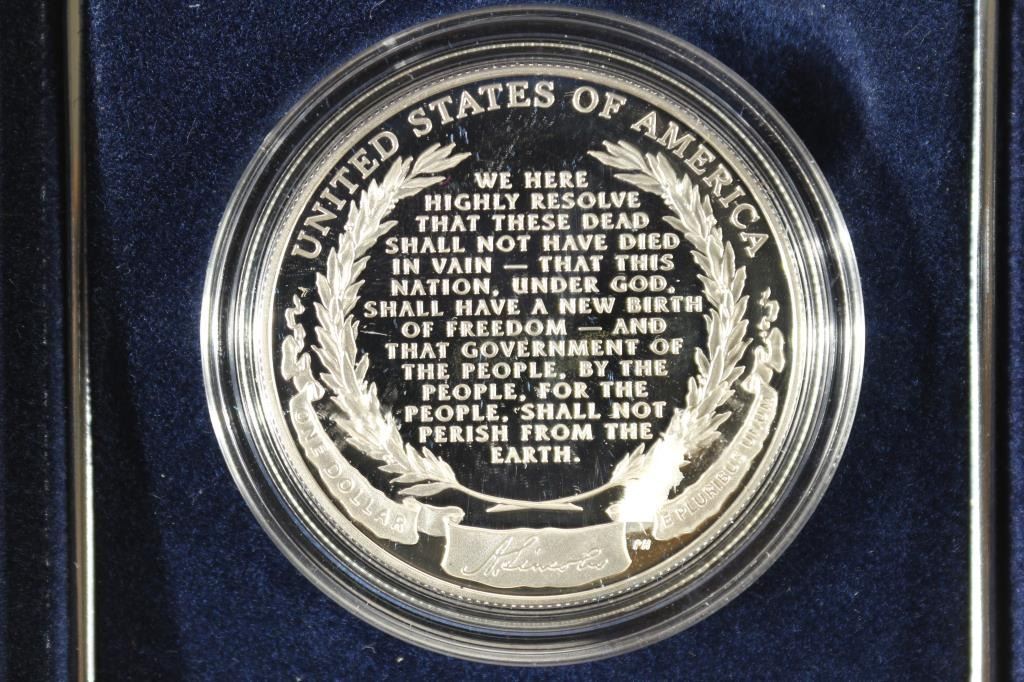 UNITED STATES OF AMERICA
WE HERE
HIGHLY RESOLVE
THAT THESE DEAD
SHALL NOT HAVE DIED
IN VAIN — THAT THIS
NATION, UNDER GOD,
SHALL HAVE A NEW BIRTH
OF FREEDOM — AND
THAT GOVERNMENT OF
THE PEOPLE, BY THE
PEOPLE, FOR THE
PEOPLE, SHALL NOT
PERISH FROM THE
EARTH.
ONE DOLLAR
A. Lincoln
PH
E PLURIBUS UNUM